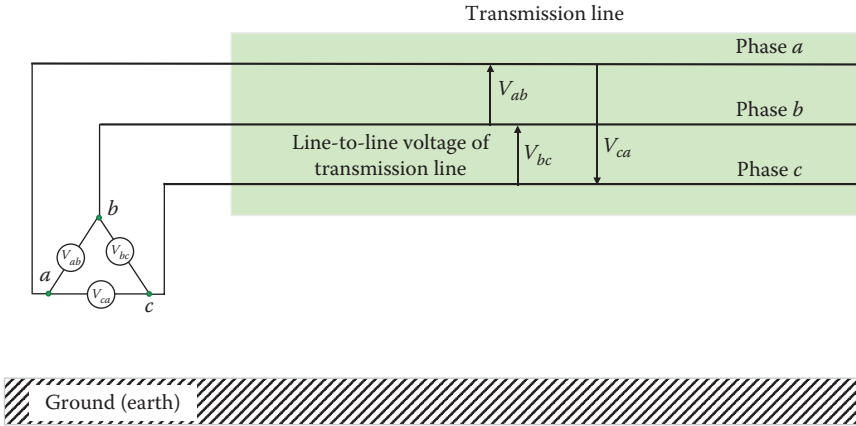 Transmission line
Phase a
V_ab
Phase b
Line-to-line voltage of
transmission line
V_bc
V_ca
Phase c
b
V_ab
V_bc
a
V_ca
c
Ground (earth)